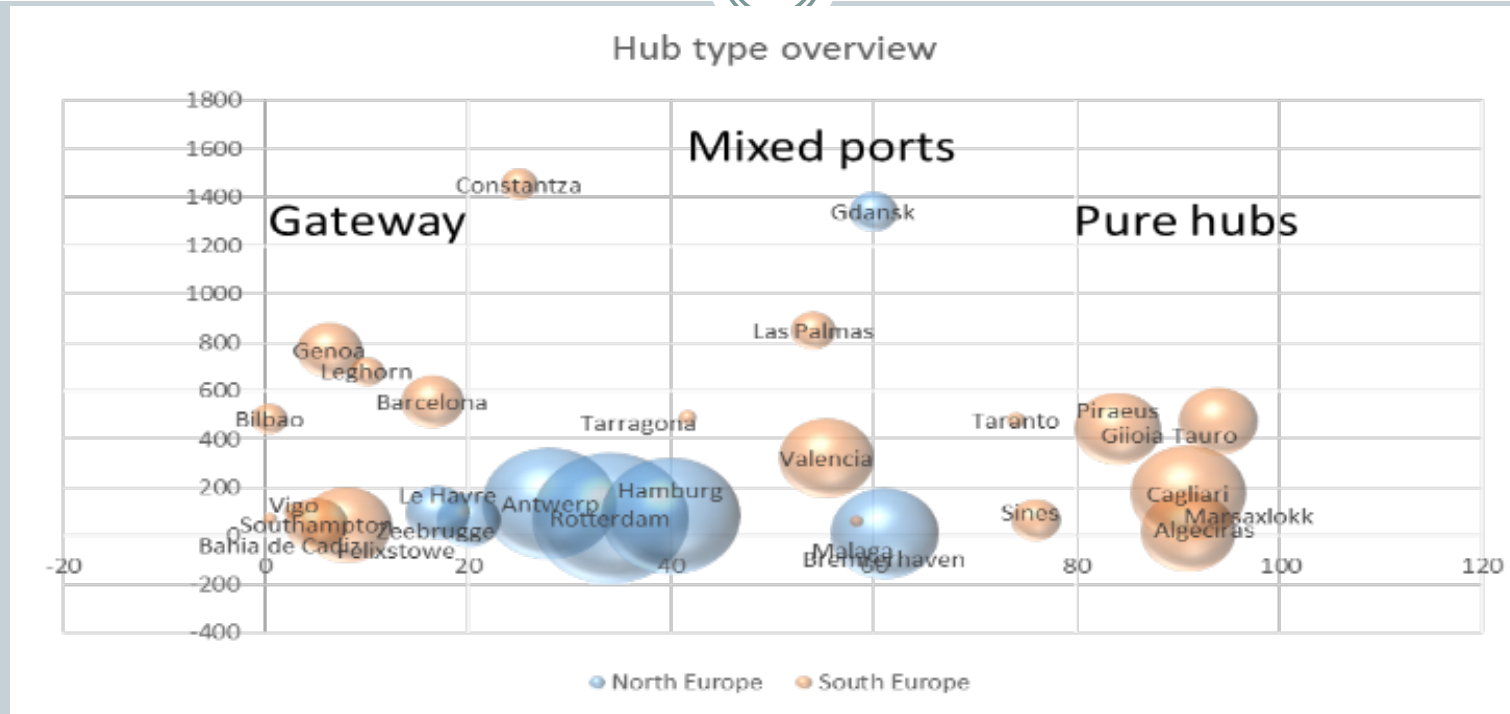 Hub type overview
1800
1600
Mixed ports
Constantza
1400
Gdansk
Gateway
Pure hubs
1200
1000
Las Palmas
800
Genoa
Leghorn
600
Barcelona
Piraeus
Bilbao
Tarragona
Taranto
400
Giioia Tauro
Valencia
200
Le Havre
Hamburg
Cagliari
Vigo
Antwerp
Sines
Marsaxlokk
Southampton
Rotterdam
0
Zeebrugge
Algeciras
Bahia de Cadiz
Felixstowe
Malaga
Bremerhaven
-20 0 20 40 60 80 100 120
-200
-400
North Europe South Europe